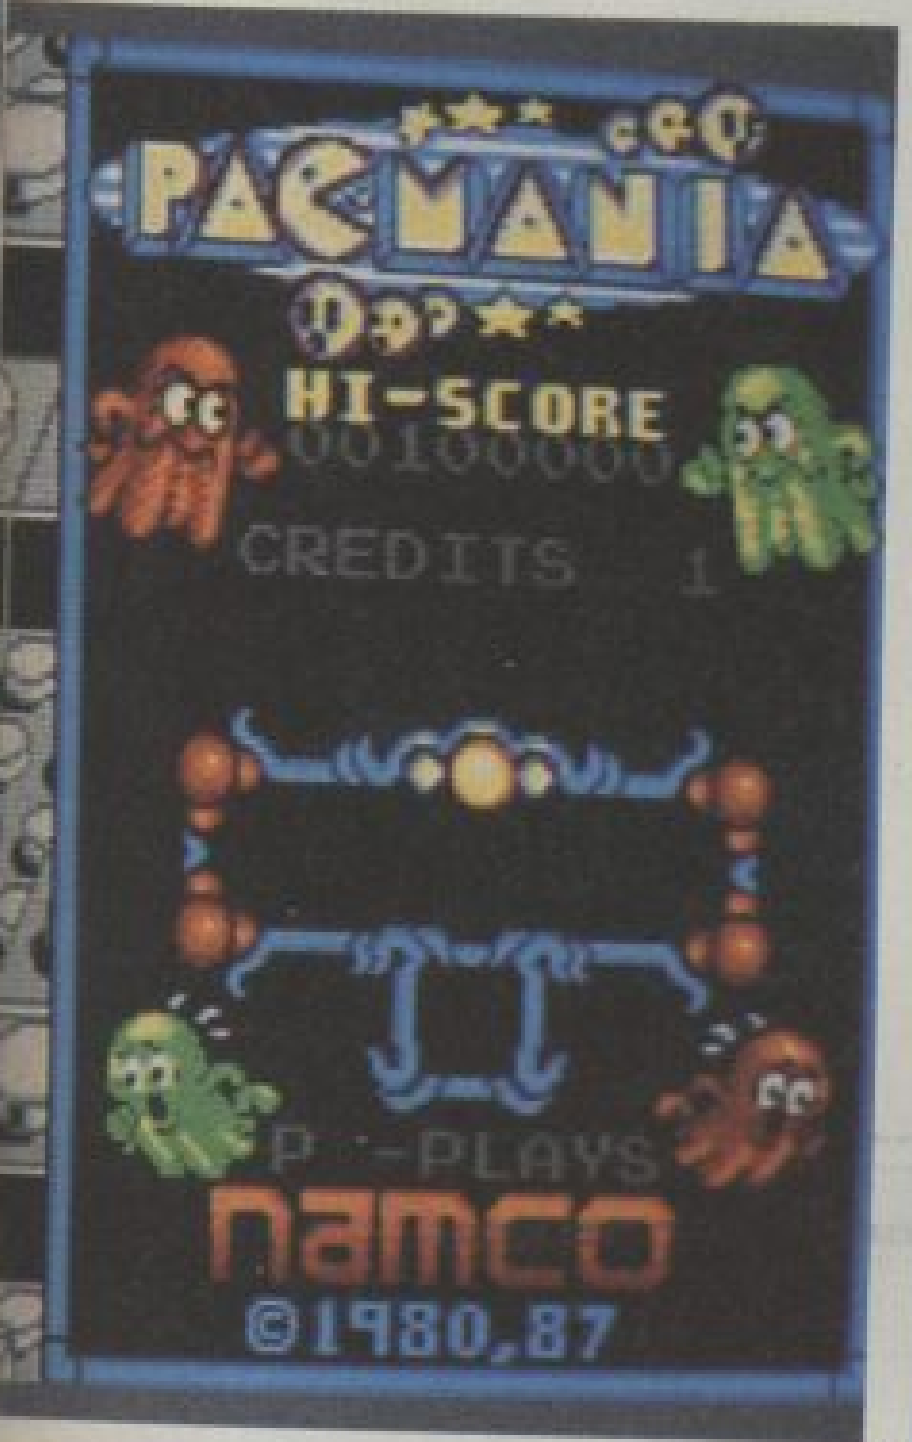 PACMANIA
HI-SCORE
00100000
CREDITS 1
P -PLAYS
namco
©1980,87